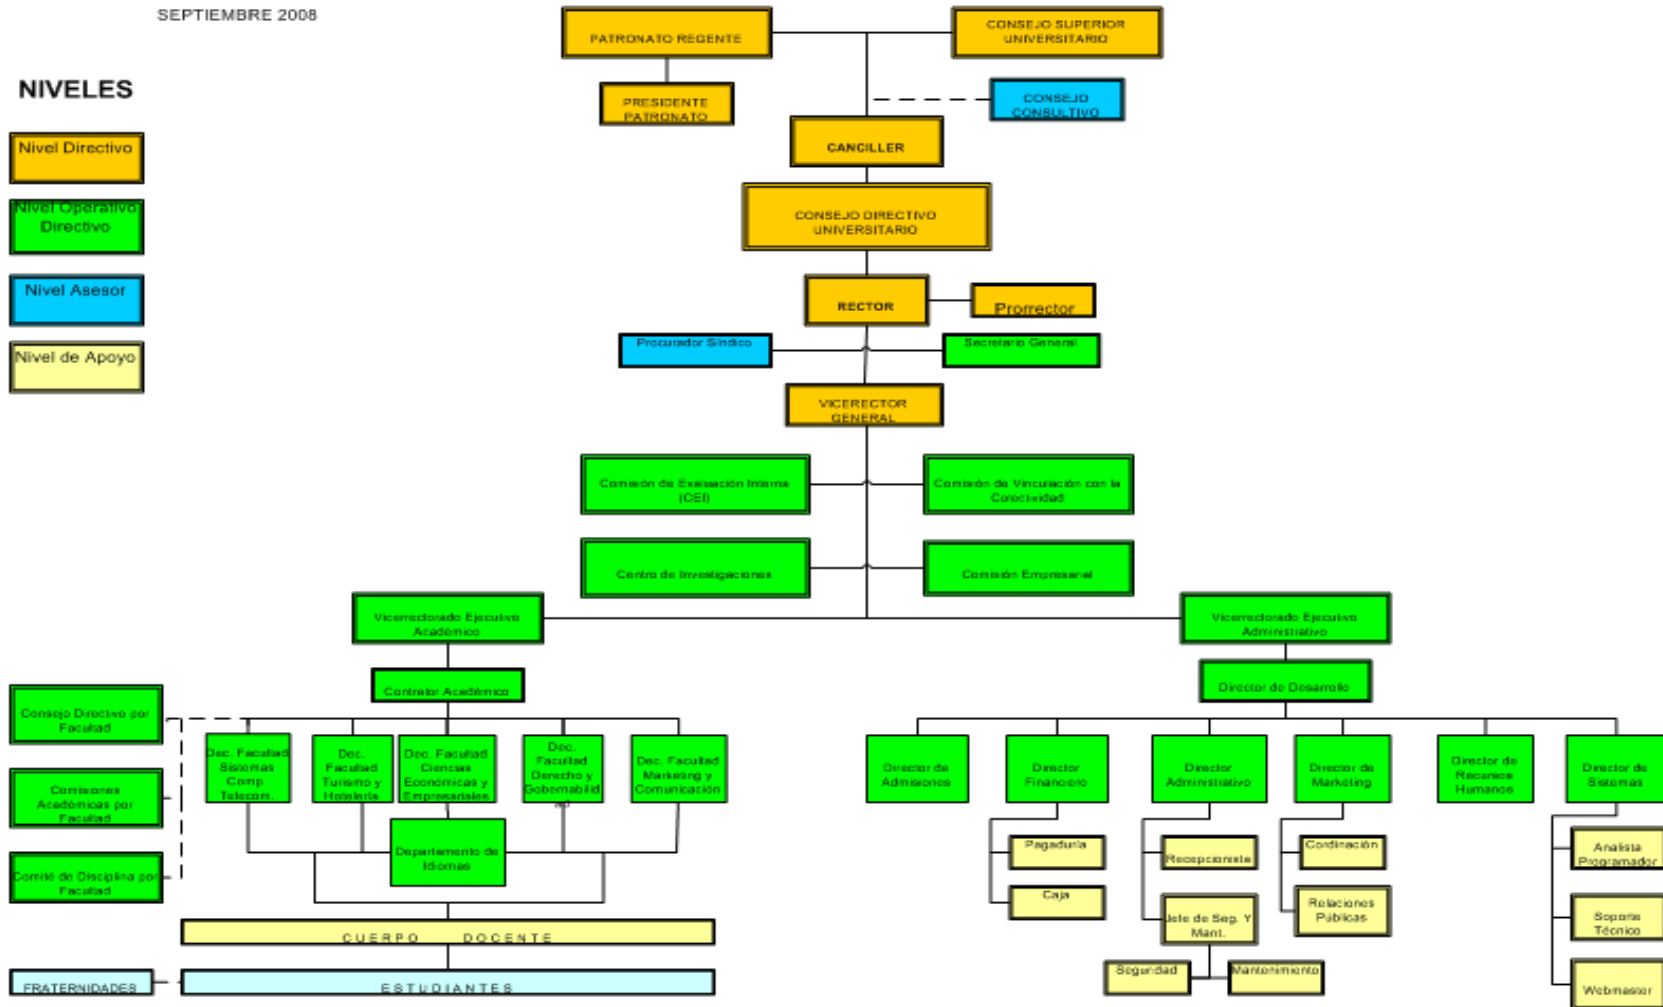 SEPTIEMBRE 2008
PATRONATO REGENTE
CONSEJO SUPERIOR
UNIVERSITARIO
NIVELES
PRESIDENTE
PATRONATO
CONSEJO
CONSULTIVO
Nivel Directivo
CANCILLER
Nivel Operativo
Directivo
CONSEJO DIRECTIVO
UNIVERSITARIO
Nivel Asesor
RECTOR
Prorrector
Procurador Síndico
Secretario General
Nivel de Apoyo
VICERECTOR
GENERAL
Comisión de Evaluación Interna
(CEI)
Comisión de Vinculación con la
Colectividad
Centro de Investigaciones
Comisión Empresarial
Vicerrectorado Ejecutivo
Académico
Vicerrectorado Ejecutivo
Administrativo
Contralor Académico
Director de Desarrollo
Consejo Directivo por
Facultad
Comisiones
Académicas por
Facultad
Comité de Disciplina por
Facultad
Dec. Facultad
Sistemas
Comp.
Telecom.
Dec.
Facultad
Turismo y
Hotelería
Dec. Facultad
Ciencias
Económicas y
Empresariales
Dec.
Facultad
Derecho y
Gobernabilid
ad
Dec. Facultad
Marketing y
Comunicación
Departamento de
Idiomas
Director de
Admisiones
Director
Financiero
Director
Administrativo
Director de
Marketing
Director de
Recursos
Humanos
Director de
Sistemas
Pagaduría
Caja
Recepcionista
Jefe de Seg. Y
Mant.
Seguridad
Mantenimiento
Cordinación
Relaciones
Públicas
Analista
Programador
Soporte
Técnico
Webmaster
CUERPO DOCENTE
FRATERNIDADES
ESTUDIANTES